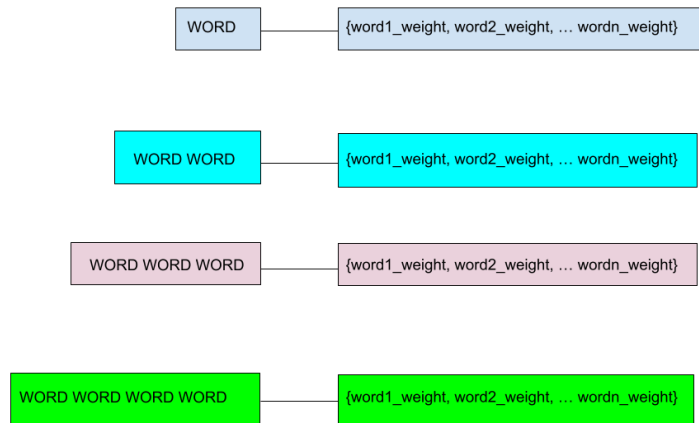 WORD {word1_weight, word2_weight, … wordn_weight}
WORD WORD {word1_weight, word2_weight, … wordn_weight}
WORD WORD WORD {word1_weight, word2_weight, … wordn_weight}
WORD WORD WORD WORD {word1_weight, word2_weight, … wordn_weight}